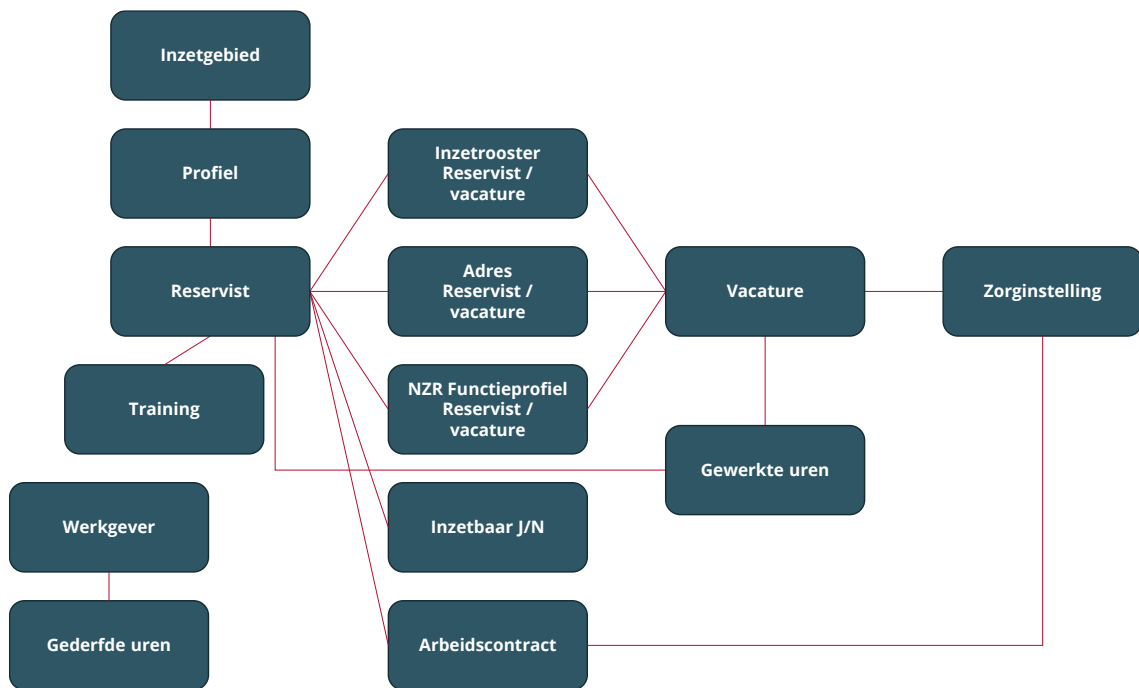 Inzetgebied
Profiel
Inzetrooster
Reservist /
vacature
Reservist
Adres
Reservist /
vacature
Vacature
Zorginstelling
Training
NZR Functieprofiel
Reservist /
vacature
Gewerkte uren
Werkgever
Inzetbaar J/N
Gederfde uren
Arbeidscontract